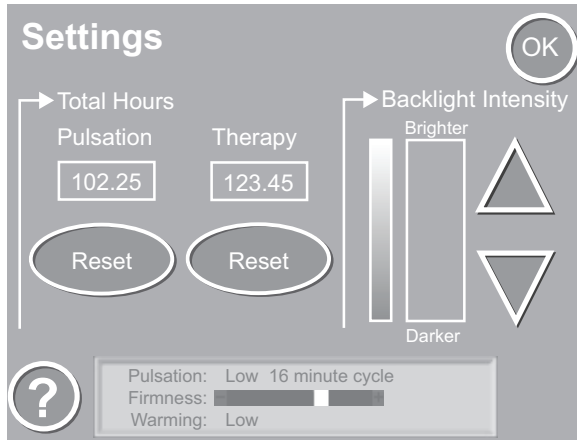 Settings
OK
Total Hours
Backlight Intensity
Pulsation
Therapy
Brighter
102.25
123.45
Reset
Reset
Darker
?
Pulsation: Low 16 minute cycle
Firmness: - +
Warming: Low